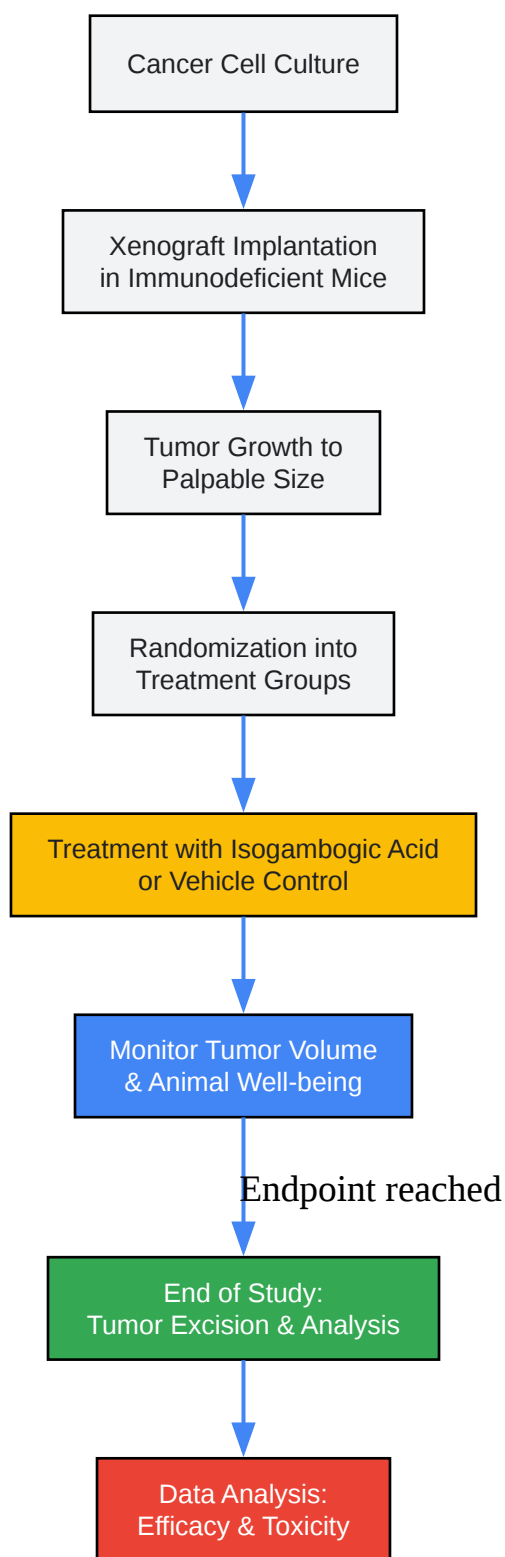 Cancer Cell Culture
Xenograft Implantation
in Immunodeficient Mice
Tumor Growth to
Palpable Size
Randomization into
Treatment Groups
Treatment with Isogambogic Acid
or Vehicle Control
Monitor Tumor Volume
& Animal Well-being
Endpoint reached
End of Study:
Tumor Excision & Analysis
Data Analysis:
Efficacy & Toxicity